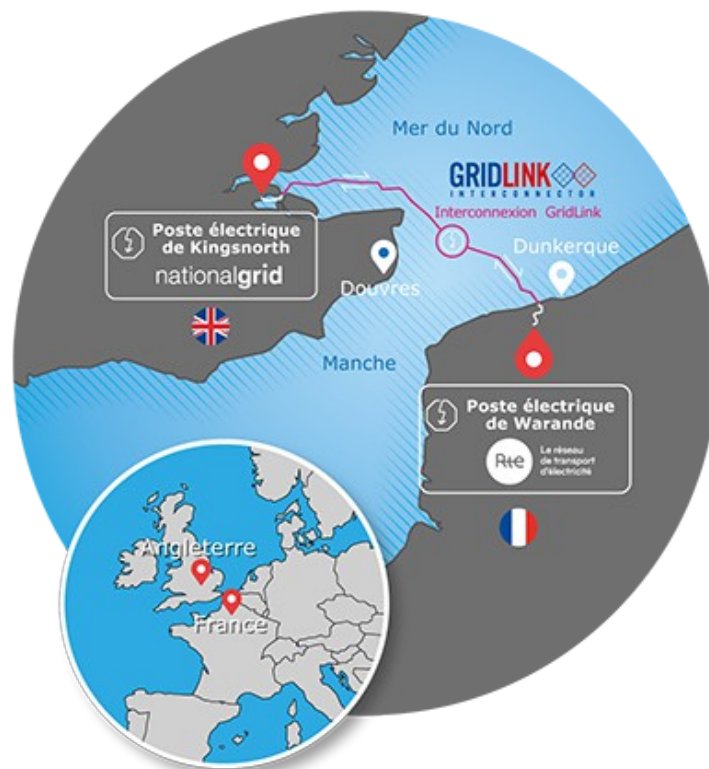 Mer du Nord
GRIDLINK
INTERCONNECTOR
Interconnexion GridLink
Poste électrique
de Kingsnorth
nationalgrid
Dunkerque
Douvres
Manche
Poste électrique
de Warande
Rte
Le réseau
de transport
d'électricité
Angleterre
France